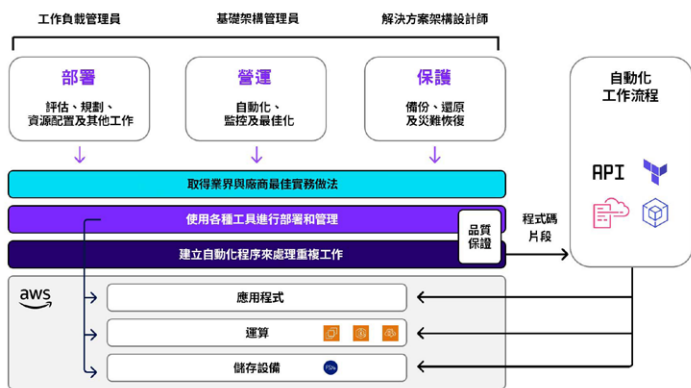 工作負載管理員
基礎架構管理員
解決方案架構設計師
部署
評估、規劃、
資源配置及其他工作
營運
自動化、
監控及最佳化
保護
備份、還原
及災難恢復
自動化
工作流程
API
取得業界與廠商最佳實務做法
使用各種工具進行部署和管理
建立自動化程序來處理重複工作
品質
保證
程式碼
片段
aws
應用程式
運算
儲存設備